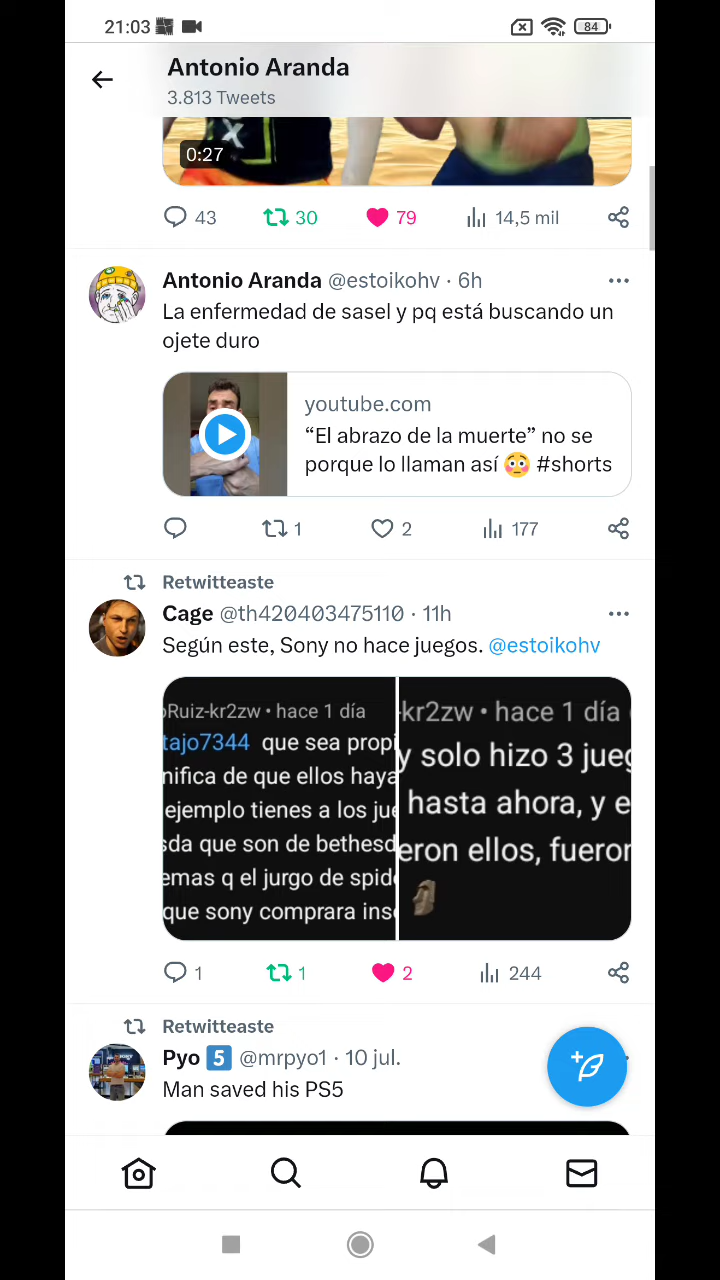 21:03
84
Antonio Aranda
3.813 Tweets
X
0:27
43 30 79 14,5 mil
Antonio Aranda @estoikohv · 6h
La enfermedad de sasel y pq está buscando un
ojete duro
youtube.com
“El abrazo de la muerte” no se
porque lo llaman así 😳 #shorts
1 2 177
Retwitteaste
Cage @th420403475110 · 11h
Según este, Sony no hace juegos. @estoikohv
oRuiz-kr2zw • hace 1 día
tajo7344 que sea propi
nifica de que ellos haya
ejemplo tienes a los jue
sda que son de bethesd
emas q el jurgo de spid
que sony comprara ins
-kr2zw • hace 1 día
y solo hizo 3 jueg
hasta ahora, y e
eron ellos, fueron
🗿
1 1 2 244
Retwitteaste
Pyo 5️⃣ @mrpyo1 · 10 jul.
Man saved his PS5